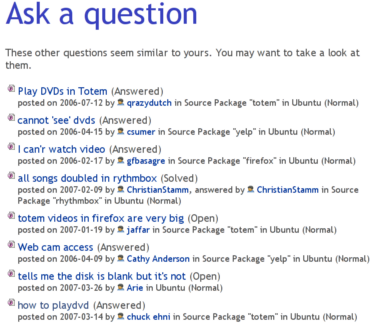 Ask a question
These other questions seem similar to yours. You may want to take a look at
them.
Play DVDs in Totem (Answered)
posted on 2006-07-12 by qrazydutch in Source Package "totem" in Ubuntu (Normal)
cannot 'see' dvds (Answered)
posted on 2006-04-15 by csumer in Source Package "yelp" in Ubuntu (Normal)
I can'r watch video (Answered)
posted on 2006-02-17 by gfbasagre in Source Package "firefox" in Ubuntu (Normal)
all songs doubled in rythmbox (Solved)
posted on 2007-02-09 by ChristianStamm, answered by ChristianStamm in Source
Package "rhythmbox" in Ubuntu (Normal)
totem videos in firefox are very big (Open)
posted on 2007-01-19 by jaffar in Source Package "totem" in Ubuntu (Normal)
Web cam access (Answered)
posted on 2006-04-09 by Cathy Anderson in Source Package "yelp" in Ubuntu (Normal)
tells me the disk is blank but it's not (Open)
posted on 2007-03-26 by Arie in Ubuntu (Normal)
how to playdvd (Answered)
posted on 2007-03-14 by chuck ehni in Source Package "totem" in Ubuntu (Normal)